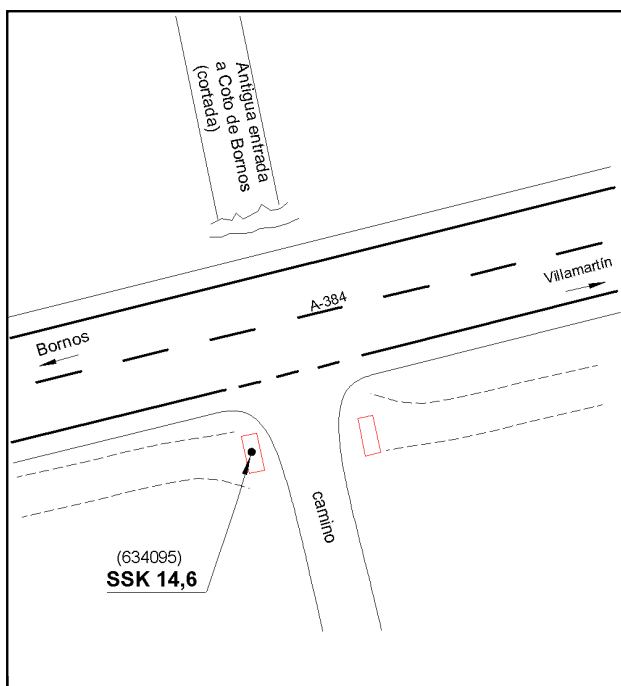 Antigua entrada
a Coto de Bornos
(cortada)
Villamartín
A-384
Bornos
camino
(634095)
SSK 14,6